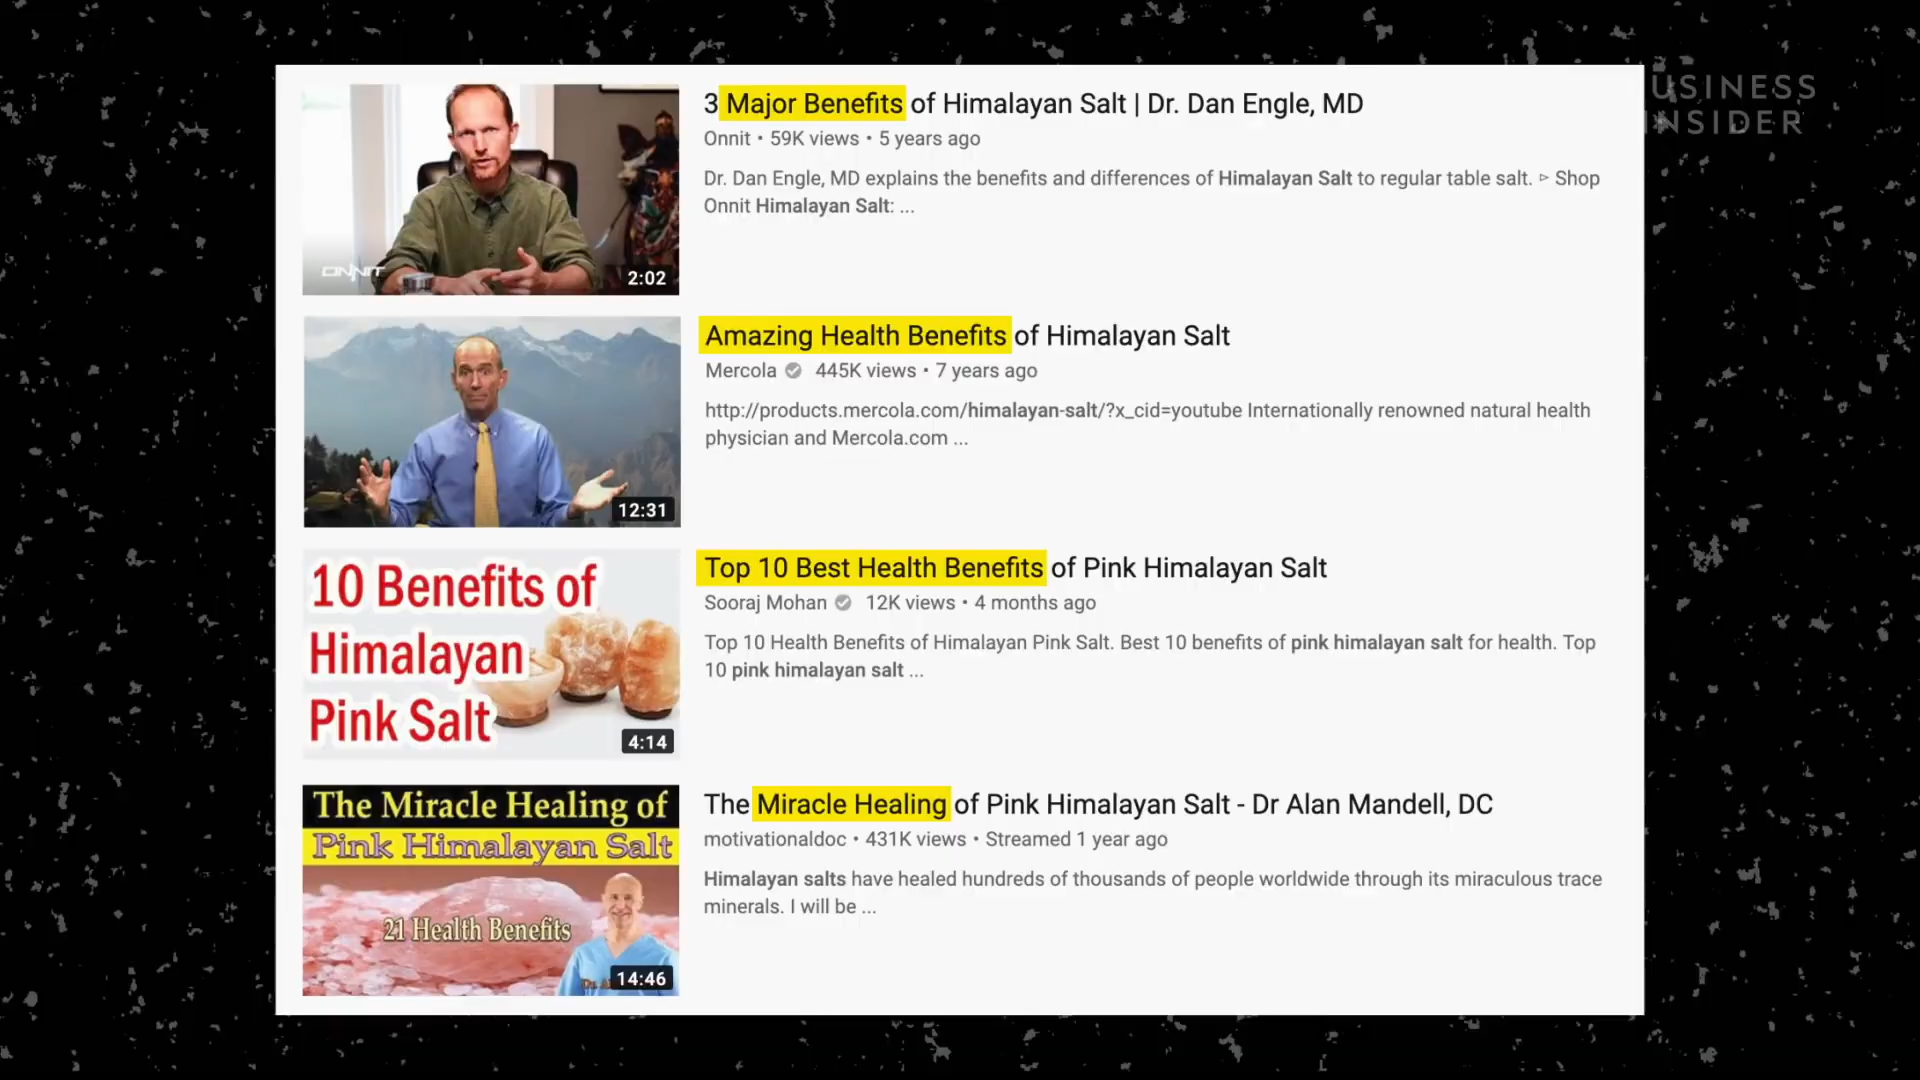 USINESS
INSIDER
3 Major Benefits of Himalayan Salt | Dr. Dan Engle, MD
Onnit • 59K views • 5 years ago
Dr. Dan Engle, MD explains the benefits and differences of Himalayan Salt to regular table salt. ▹ Shop
Onnit Himalayan Salt: ...
ONNIT
2:02
Amazing Health Benefits of Himalayan Salt
Mercola 445K views • 7 years ago
http://products.mercola.com/himalayan-salt/?x_cid=youtube Internationally renowned natural health
physician and Mercola.com ...
12:31
10 Benefits of
Himalayan
Pink Salt
4:14
Top 10 Best Health Benefits of Pink Himalayan Salt
Sooraj Mohan 12K views • 4 months ago
Top 10 Health Benefits of Himalayan Pink Salt. Best 10 benefits of pink himalayan salt for health. Top
10 pink himalayan salt ...
The Miracle Healing of
Pink Himalayan Salt
21 Health Benefits
14:46
The Miracle Healing of Pink Himalayan Salt - Dr Alan Mandell, DC
motivationaldoc • 431K views • Streamed 1 year ago
Himalayan salts have healed hundreds of thousands of people worldwide through its miraculous trace
minerals. I will be ...